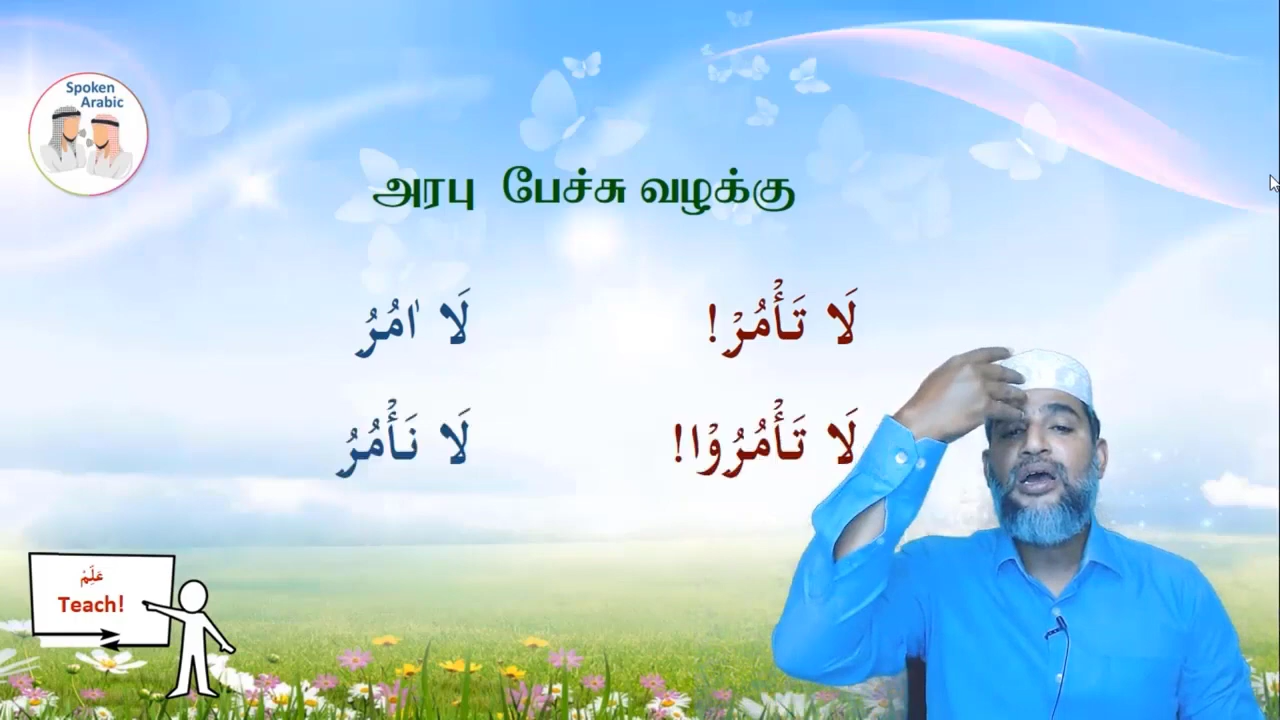 Spoken
Arabic
அரபு பேச்சு வழக்கு
لَا تَأْمُرْ! لَا اٰمُرُ
لَا تَأْمُرُوْا! لَا نَأْمُرُ
عَلِّمْ
Teach!